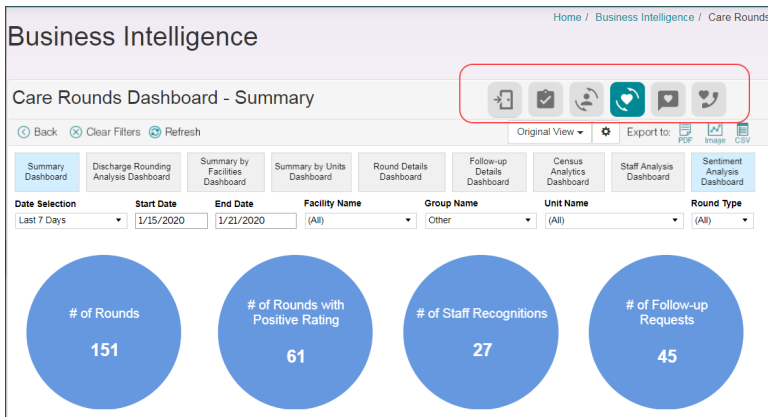 Home / Business Intelligence / Care Rounds
Business Intelligence
Care Rounds Dashboard - Summary
Back Clear Filters Refresh
Original View Export to: PDF Image CSV
Summary
Dashboard
Discharge Rounding
Analysis Dashboard
Summary by
Facilities
Dashboard
Summary by Units
Dashboard
Round Details
Dashboard
Follow-up
Details
Dashboard
Census
Analytics
Dashboard
Staff Analysis
Dashboard
Sentiment
Analysis
Dashboard
Date Selection Start Date End Date Facility Name Group Name Unit Name Round Type
Last 7 Days 1/15/2020 1/21/2020 (All) Other (All) (All)
# of Rounds
151
# of Rounds with
Positive Rating
61
# of Staff Recognitions
27
# of Follow-up
Requests
45